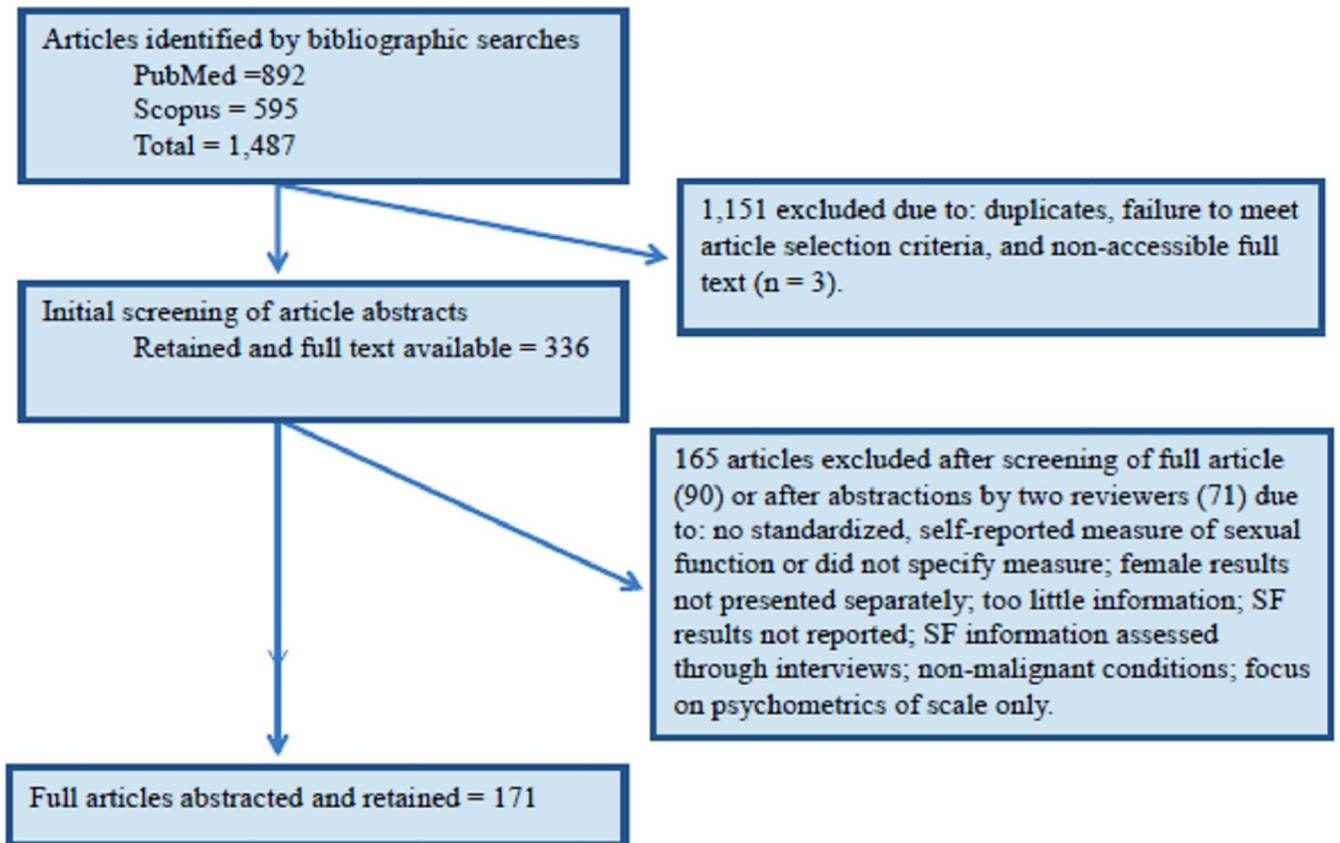 Articles identified by bibliographic searches
PubMed =892
Scopus = 595
Total = 1,487
1,151 excluded due to: duplicates, failure to meet
article selection criteria, and non-accessible full
text (n = 3).
Initial screening of article abstracts
Retained and full text available = 336
165 articles excluded after screening of full article
(90) or after abstractions by two reviewers (71) due
to: no standardized, self-reported measure of sexual
function or did not specify measure; female results
not presented separately; too little information; SF
results not reported; SF information assessed
through interviews; non-malignant conditions; focus
on psychometrics of scale only.
Full articles abstracted and retained = 171